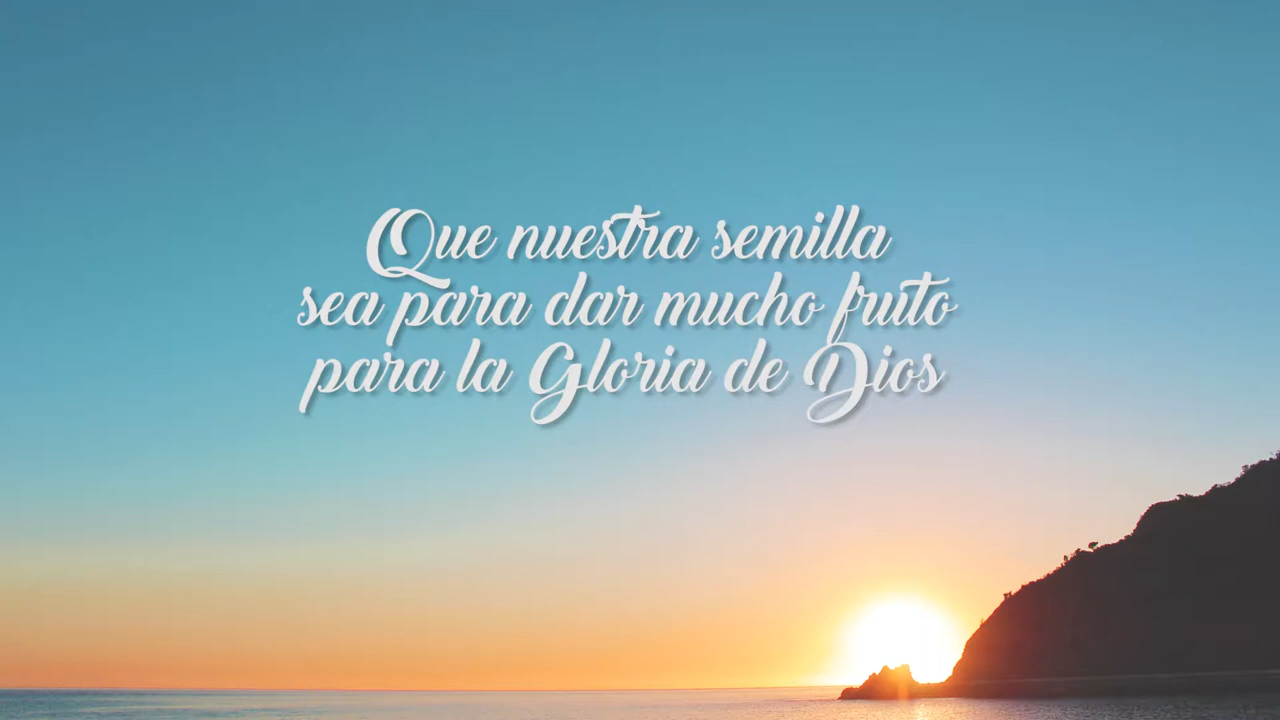 Que nuestra semilla
sea para dar mucho fruto
para la Gloria de Dios